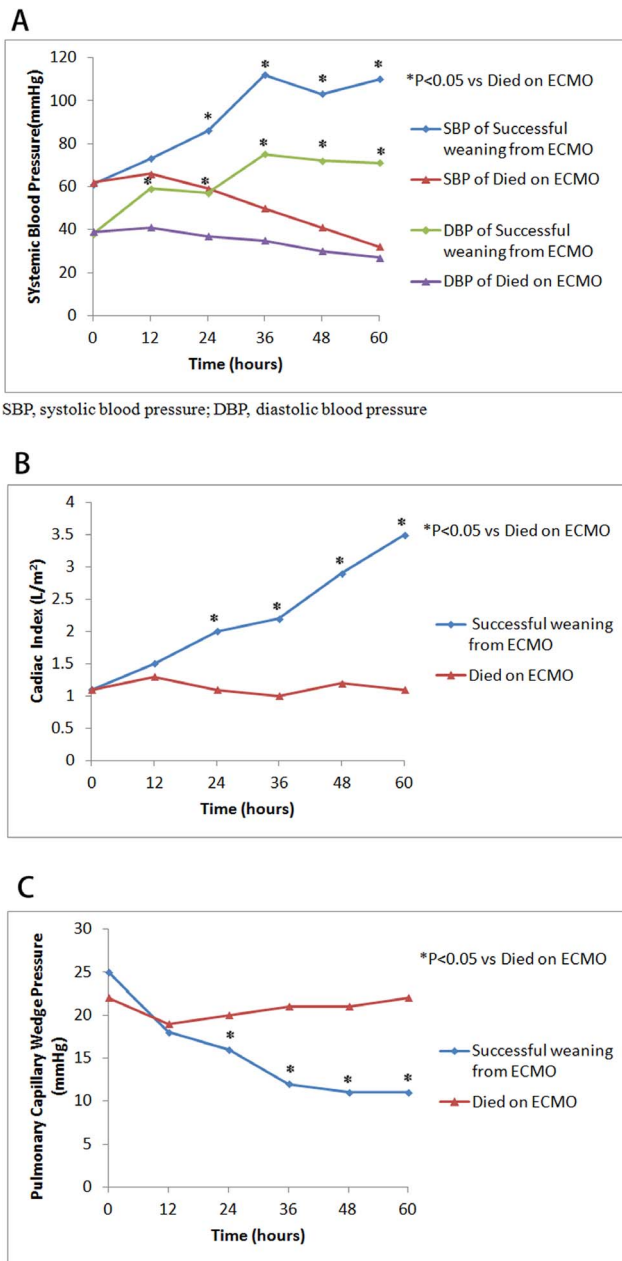 A
120
100
80
60
40
20
0
SYstemic Blood Pressure(mmHg)
* * * * * * * * *
0 12 24 36 48 60
Time (hours)
*P<0.05 vs Died on ECMO
SBP of Successful
weaning from ECMO
SBP of Died on ECMO
DBP of Successful
weaning from ECMO
DBP of Died on ECMO
SBP, systolic blood pressure; DBP, diastolic blood pressure
B
4
3.5
3
2.5
2
1.5
1
0.5
0
Cadiac Index (L/m²)
* * * *
0 12 24 36 48 60
Time (hours)
*P<0.05 vs Died on ECMO
Successful weaning
from ECMO
Died on ECMO
C
30
25
20
15
10
5
0
Pulmonary Capillary Wedge Pressure
(mmHg)
* * * *
0 12 24 36 48 60
Time (hours)
*P<0.05 vs Died on ECMO
Successful weaning
from ECMO
Died on ECMO